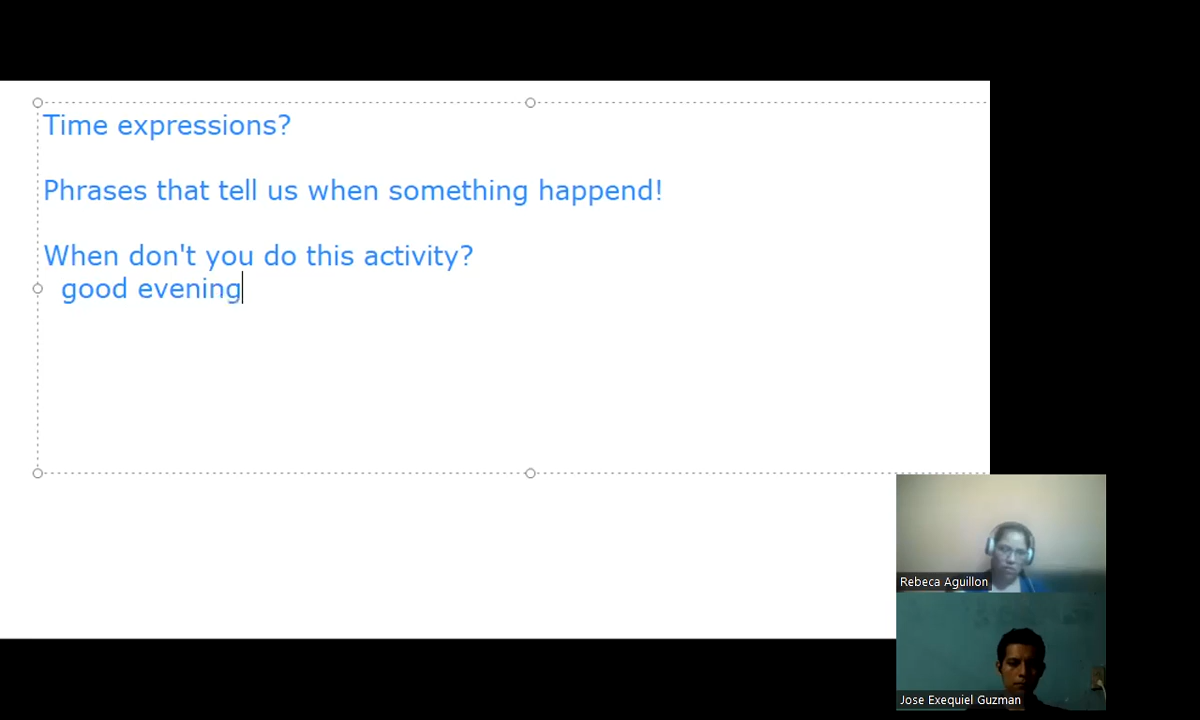 Time expressions?
Phrases that tell us when something happend!
When don't you do this activity?
good evening
Rebeca Aguillon
Jose Exequiel Guzman